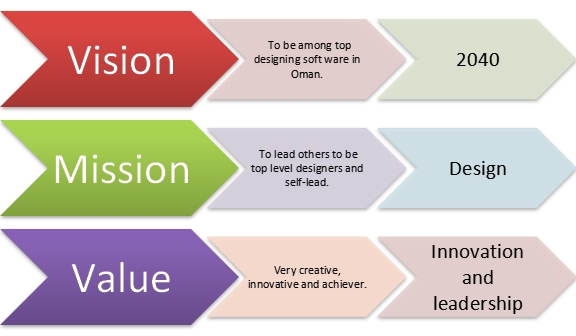 Vision
To be among top
designing soft ware in
Oman.
2040
Mission
To lead others to be
top level designers and
self-lead.
Design
Value
Very creative,
innovative and achiever.
Innovation
and
leadership